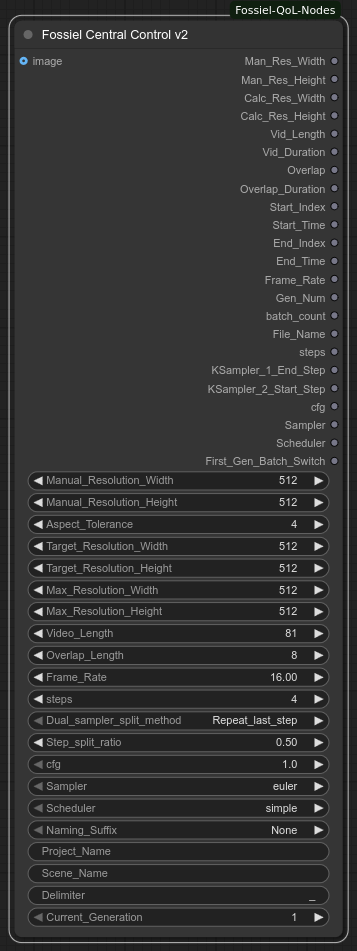 Fossiel-QoL-Nodes
Fossiel Central Control v2
image
Man_Res_Width
Man_Res_Height
Calc_Res_Width
Calc_Res_Height
Vid_Length
Vid_Duration
Overlap
Overlap_Duration
Start_Index
Start_Time
End_Index
End_Time
Frame_Rate
Gen_Num
batch_count
File_Name
steps
KSampler_1_End_Step
KSampler_2_Start_Step
cfg
Sampler
Scheduler
First_Gen_Batch_Switch
Manual_Resolution_Width 512
Manual_Resolution_Height 512
Aspect_Tolerance 4
Target_Resolution_Width 512
Target_Resolution_Height 512
Max_Resolution_Width 512
Max_Resolution_Height 512
Video_Length 81
Overlap_Length 8
Frame_Rate 16.00
steps 4
Dual_sampler_split_method Repeat_last_step
Step_split_ratio 0.50
cfg 1.0
Sampler euler
Scheduler simple
Naming_Suffix None
Project_Name
Scene_Name
Delimiter _
Current_Generation 1